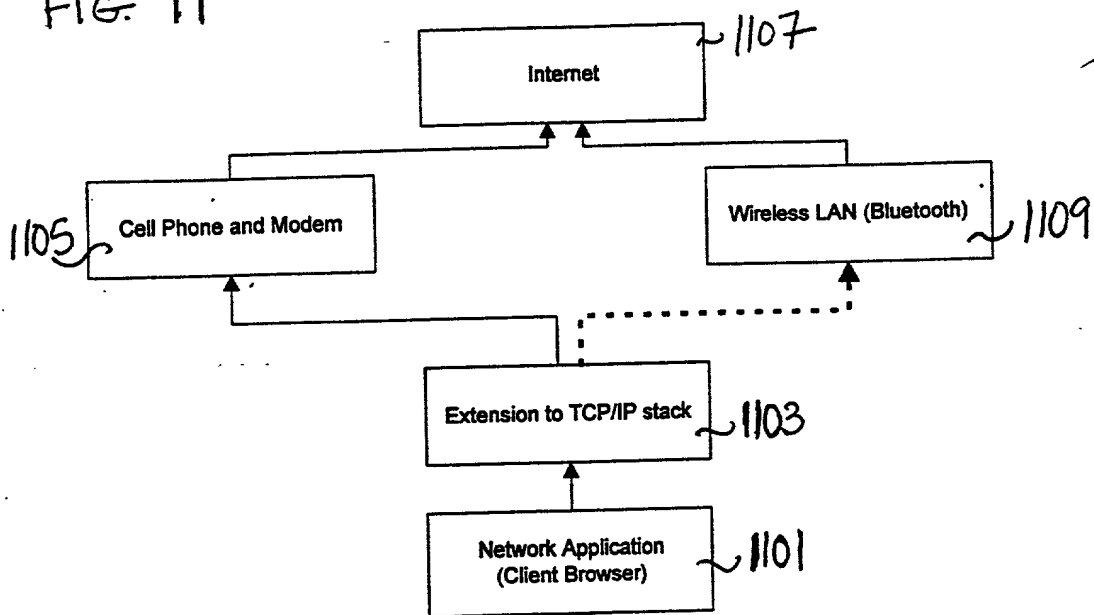 FIG. 11
1107
Internet
Cell Phone and Modem
1105
Wireless LAN (Bluetooth)
1109
Extension to TCP/IP stack
1103
Network Application
(Client Browser)
1101